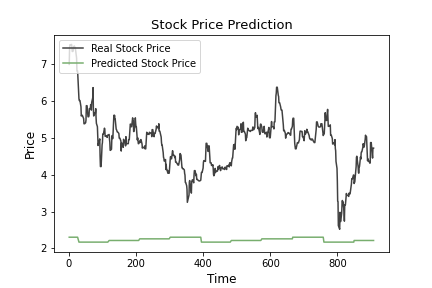 Stock Price Prediction
Real Stock Price
Predicted Stock Price
7
6
5
4
3
2
Price
0
200
400
600
800
Time